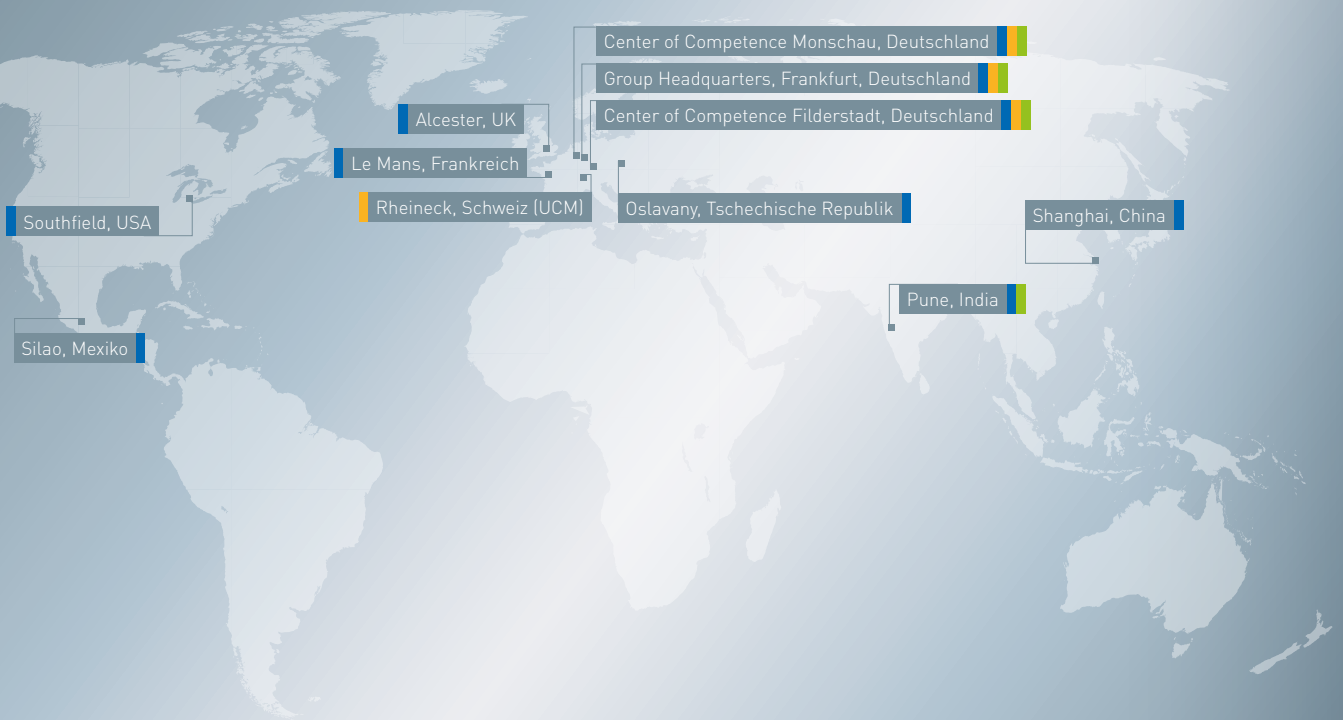 Center of Competence Monschau, Deutschland
Group Headquarters, Frankfurt, Deutschland
Center of Competence Filderstadt, Deutschland
Alcester, UK
Le Mans, Frankreich
Rheineck, Schweiz (UCM)
Oslavany, Tschechische Republik
Southfield, USA
Shanghai, China
Pune, India
Silao, Mexiko